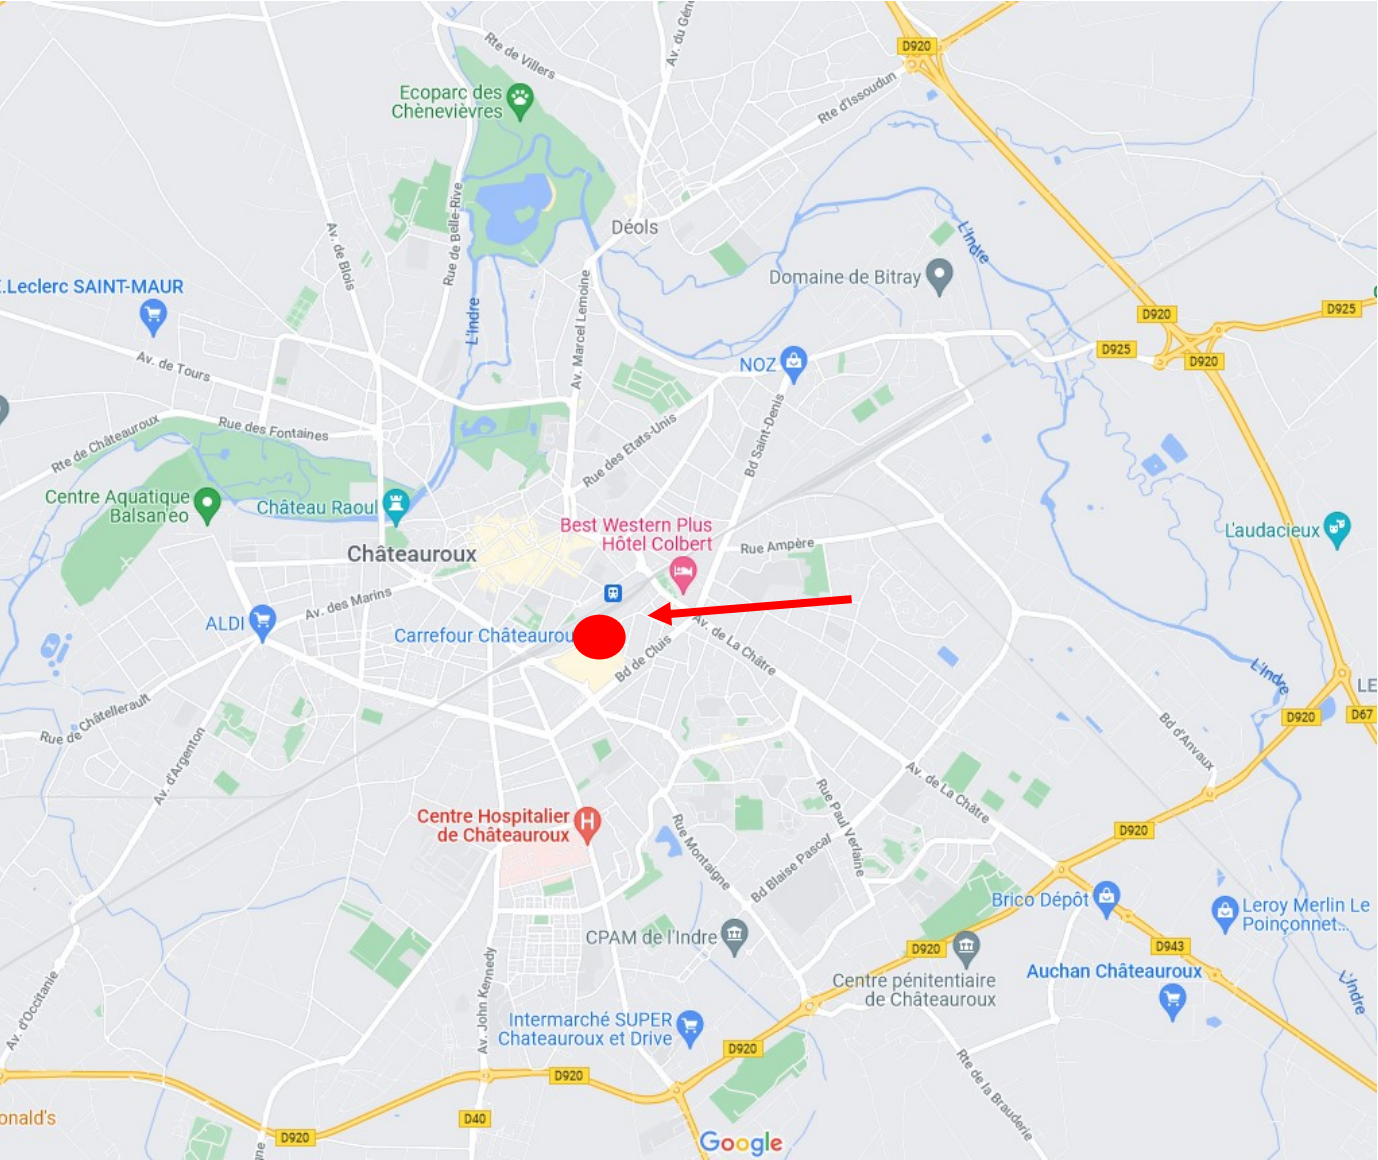 D920
Rte de Villers
Av. du Géné
Rte d'Issoudun
Ecoparc des
Chènevièvres
Rue de Belle-Rive
Déols
L'Indre
Av. de Blois
Domaine de Bitray
E.Leclerc SAINT-MAUR
D925
D920
L'Indre
Av. Marcel Lemoine
D925
D920
NOZ
Av. de Tours
Bd Saint-Denis
Rue des Fontaines
Rte de Châteauroux
Rue des Etats-Unis
Centre Aquatique
Balsan'eo
Château Raoul
Best Western Plus
Hôtel Colbert
L'audacieux
Rue Ampère
Châteauroux
Av. des Marins
ALDI
Carrefour Châteaurou
Av. de La Châtre
Bd de Cluis
L'Indre
LE
D920
D67
Rue de Châtellerault
Bd d'Anvaux
Av. d'Argenton
Av. de La Châtre
Centre Hospitalier
de Châteauroux
H
Rue Paul Verlaine
D920
Rue Montaigne
Bd Blaise Pascal
Brico Dépôt
Leroy Merlin Le
Poinçonnet...
CPAM de l'Indre
D920
D943
Centre pénitentiaire
de Châteauroux
Auchan Châteauroux
L'Indre
Av. d'Occitanie
Av. John Kennedy
Intermarché SUPER
Chateauroux et Drive
D920
D920
Rte de la Brauderie
onald's
D40
D920
gne
Google